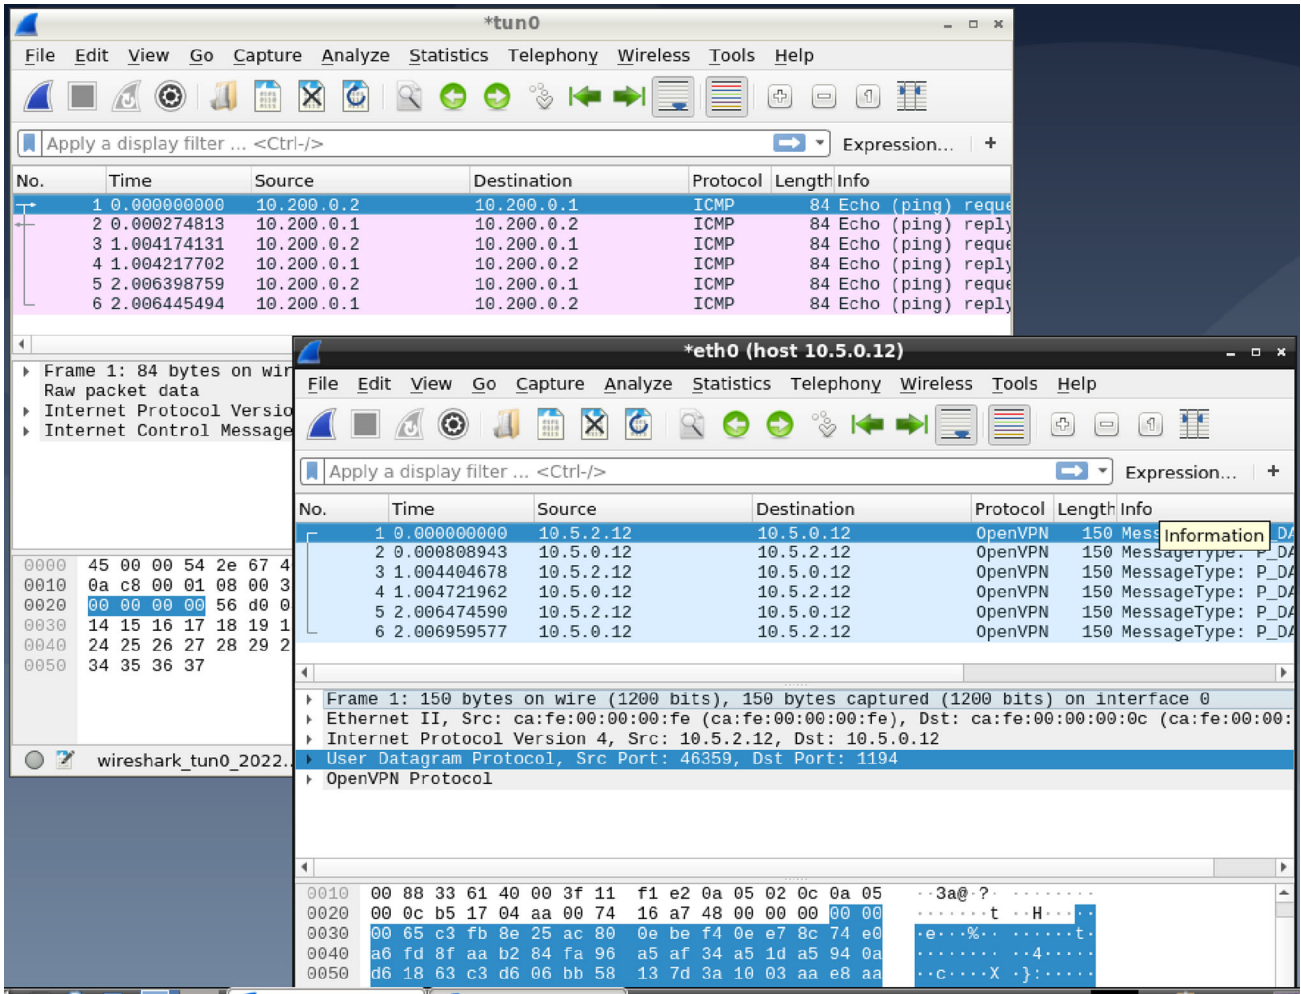 *tun0
File Edit View Go Capture Analyze Statistics Telephony Wireless Tools Help
Apply a display filter ... <Ctrl-/> Expression... +
No. Time Source Destination Protocol Length Info
1 0.000000000 10.200.0.2 10.200.0.1 ICMP 84 Echo (ping) reque
2 0.000274813 10.200.0.1 10.200.0.2 ICMP 84 Echo (ping) reply
3 1.004174131 10.200.0.2 10.200.0.1 ICMP 84 Echo (ping) reque
4 1.004217702 10.200.0.1 10.200.0.2 ICMP 84 Echo (ping) reply
5 2.006398759 10.200.0.2 10.200.0.1 ICMP 84 Echo (ping) reque
6 2.006445494 10.200.0.1 10.200.0.2 ICMP 84 Echo (ping) reply
Frame 1: 84 bytes on wir
Raw packet data
Internet Protocol Versio
Internet Control Message
0000 45 00 00 54 2e 67 4
0010 0a c8 00 01 08 00 3
0020 00 00 00 00 56 d0 0
0030 14 15 16 17 18 19 1
0040 24 25 26 27 28 29 2
0050 34 35 36 37
wireshark_tun0_2022..
*eth0 (host 10.5.0.12)
File Edit View Go Capture Analyze Statistics Telephony Wireless Tools Help
Apply a display filter ... <Ctrl-/> Expression... +
No. Time Source Destination Protocol Length Info
1 0.000000000 10.5.2.12 10.5.0.12 OpenVPN 150 Mess Information _DA
2 0.000808943 10.5.0.12 10.5.2.12 OpenVPN 150 MessageType: P_DA
3 1.004404678 10.5.2.12 10.5.0.12 OpenVPN 150 MessageType: P_DA
4 1.004721962 10.5.0.12 10.5.2.12 OpenVPN 150 MessageType: P_DA
5 2.006474590 10.5.2.12 10.5.0.12 OpenVPN 150 MessageType: P_DA
6 2.006959577 10.5.0.12 10.5.2.12 OpenVPN 150 MessageType: P_DA
Frame 1: 150 bytes on wire (1200 bits), 150 bytes captured (1200 bits) on interface 0
Ethernet II, Src: ca:fe:00:00:00:fe (ca:fe:00:00:00:fe), Dst: ca:fe:00:00:00:0c (ca:fe:00:00:
Internet Protocol Version 4, Src: 10.5.2.12, Dst: 10.5.0.12
User Datagram Protocol, Src Port: 46359, Dst Port: 1194
OpenVPN Protocol
0010 00 88 33 61 40 00 3f 11 f1 e2 0a 05 02 0c 0a 05 ··3a@·?· ········
0020 00 0c b5 17 04 aa 00 74 16 a7 48 00 00 00 00 00 ·······t ··H·····
0030 00 65 c3 fb 8e 25 ac 80 0e be f4 0e e7 8c 74 e0 ·e···%·· ······t·
0040 a6 fd 8f aa b2 84 fa 96 a5 af 34 a5 1d a5 94 0a ········ ··4·····
0050 d6 18 63 c3 d6 06 bb 58 13 7d 3a 10 03 aa e8 aa ··c····X ·}:·····